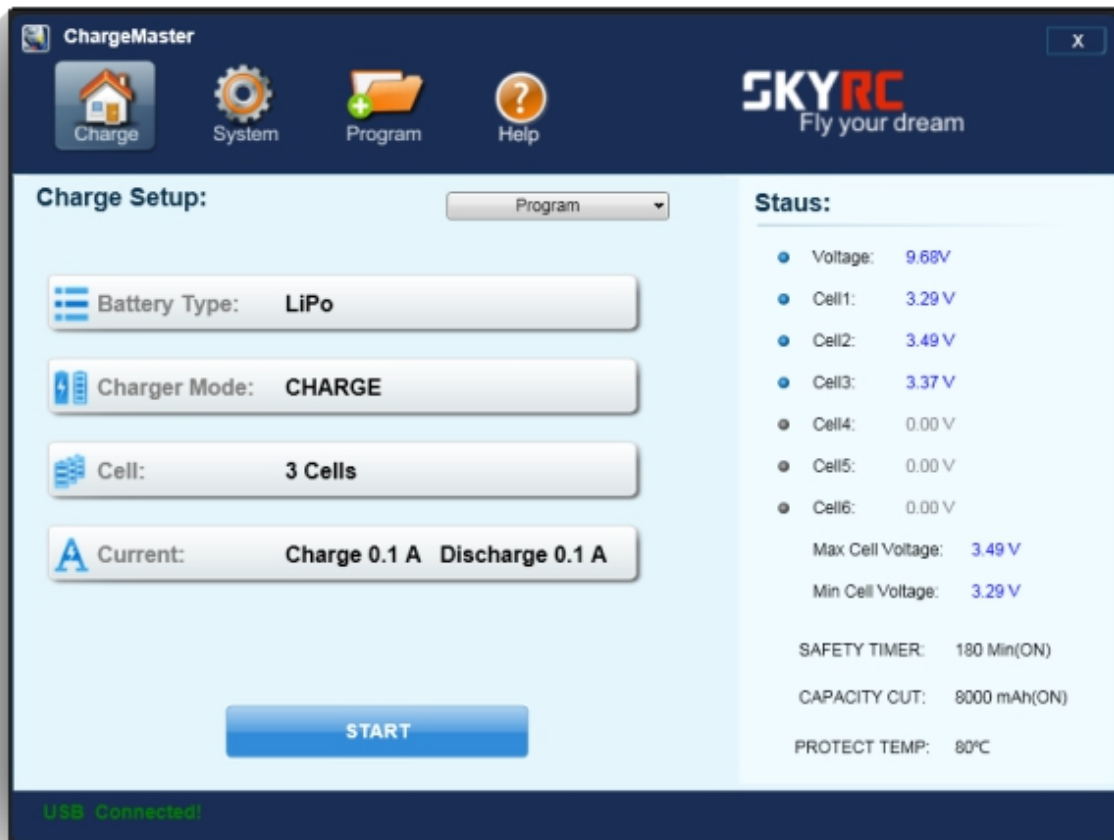 ChargeMaster
X
Charge
System
Program
Help
SKYRC
Fly your dream
Charge Setup:
Program
Battery Type: LiPo
Charger Mode: CHARGE
Cell: 3 Cells
Current: Charge 0.1 A Discharge 0.1 A
START
Staus:
Voltage: 9.68V
Cell1: 3.29 V
Cell2: 3.49 V
Cell3: 3.37 V
Cell4: 0.00 V
Cell5: 0.00 V
Cell6: 0.00 V
Max Cell Voltage: 3.49 V
Min Cell Voltage: 3.29 V
SAFETY TIMER: 180 Min(ON)
CAPACITY CUT: 8000 mAh(ON)
PROTECT TEMP: 80℃
USB Connected!